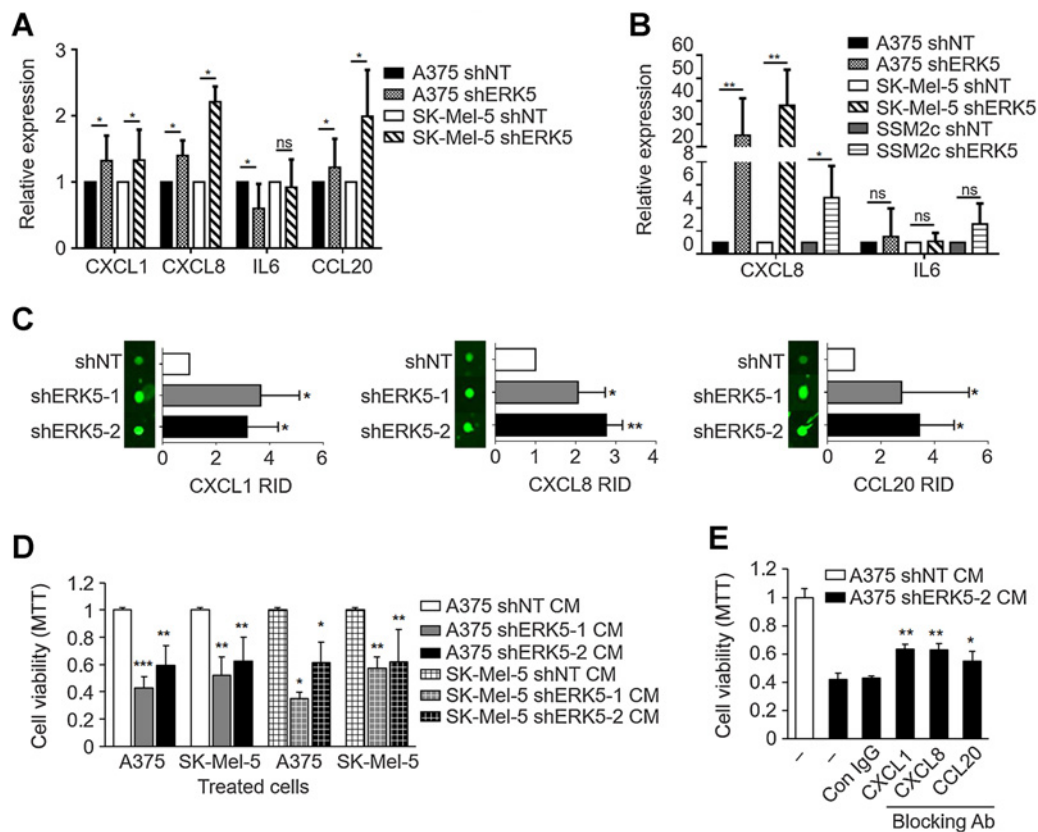 A
Relative expression
3
2
1
0
* * * * * ns * *
CXCL1 CXCL8 IL6 CCL20
A375 shNT
A375 shERK5
SK-Mel-5 shNT
SK-Mel-5 shERK5
B
Relative expression
60
50
40
30
20
10
6
4
2
0
** ** * ns ns ns
CXCL8 IL6
A375 shNT
A375 shERK5
SK-Mel-5 shNT
SK-Mel-5 shERK5
SSM2c shNT
SSM2c shERK5
C
shNT
shERK5-1 *
shERK5-2 *
0 2 4 6
CXCL1 RID
shNT
shERK5-1 *
shERK5-2 **
0 1 2 3 4
CXCL8 RID
shNT
shERK5-1 *
shERK5-2 *
0 2 4 6
CCL20 RID
D
Cell viability (MTT)
1.2
1
0.8
0.6
0.4
0.2
0
*** ** ** ** * * ** **
A375 SK-Mel-5 A375 SK-Mel-5
Treated cells
A375 shNT CM
A375 shERK5-1 CM
A375 shERK5-2 CM
SK-Mel-5 shNT CM
SK-Mel-5 shERK5-1 CM
SK-Mel-5 shERK5-2 CM
E
Cell viability (MTT)
1.2
1
0.8
0.6
0.4
0.2
0
** ** *
– – Con IgG CXCL1 CXCL8 CCL20
Blocking Ab
A375 shNT CM
A375 shERK5-2 CM